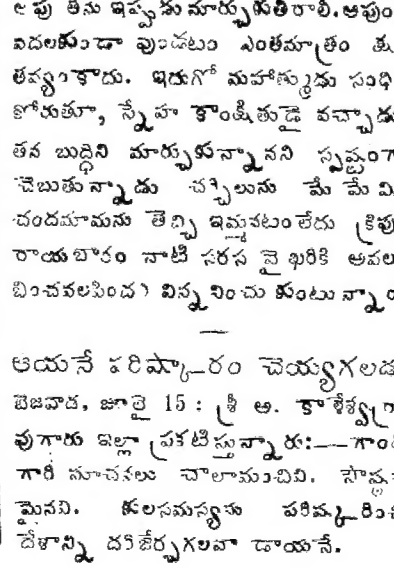 తను ఇప్పుడు మార్చుకుతీరాలి. ఆపుం
వదలకుండా వుండటం ఎంతమాత్రం త
తవ్యంకాదు. ఇదుగో మహాత్ముడు సంధి
కోరుతూ, స్నేహ కాంక్షితుడై వచ్చాడు
తన బుద్ధిని మార్చుకున్నానని స్పష్టంగ
చెబుతున్నాడు చర్చిలును మే మేమి
చందమామను తెచ్చి ఇమ్మనటంలేదు క్రిపు
రాయబారం నాటి సరస వైఖరికి అవల
బించవలసిందని విన్నవించుకుంటున్నా
ఆయనే పరిష్కారం చెయ్యగలడ
బెజవాడ, జూలై 15 : శ్రీ అ. కాళేశ్వర
వుగారు ఇల్లా ప్రకటిస్తున్నారు:—గాం
గారి సూచనలు చాలామంచివి. సౌష్ఠ
మైనవి. కులసమస్యను పరిష్కరించ
దేశాన్ని దరిజేర్చగలవా డాయనే.